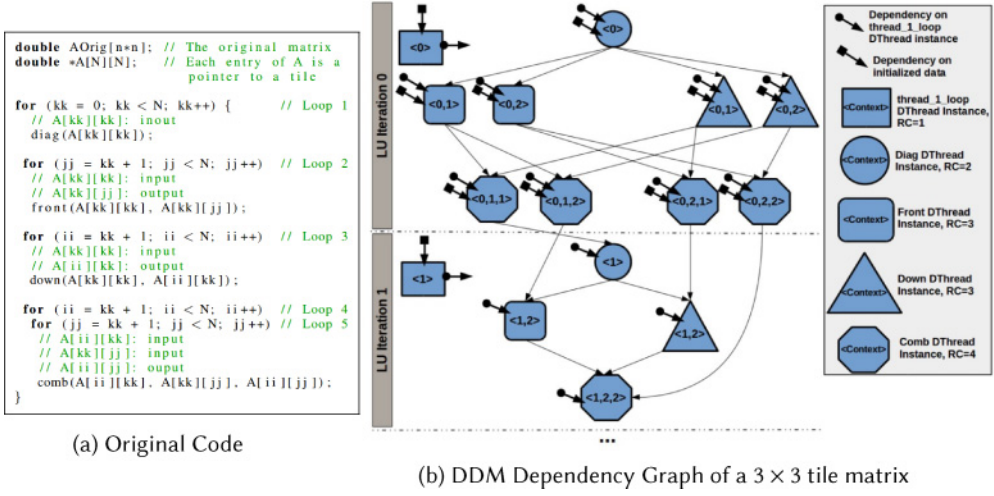 double AOrig[n*n]; // The original matrix
double *A[N][N]; // Each entry of A is a
pointer to a tile
for (kk = 0; kk < N; kk++) { // Loop 1
// A[kk][kk]: inout
diag(A[kk][kk]);
for (jj = kk + 1; jj < N; jj++) // Loop 2
// A[kk][kk]: input
// A[kk][jj]: output
front(A[kk][kk], A[kk][jj]);
for (ii = kk + 1; ii < N; ii++) // Loop 3
// A[kk][kk]: input
// A[ii][kk]: output
down(A[kk][kk], A[ii][kk]);
for (ii = kk + 1; ii < N; ii++) // Loop 4
for (jj = kk + 1; jj < N; jj++) // Loop 5
// A[ii][kk]: input
// A[kk][jj]: input
// A[ii][jj]: ouput
comb(A[ii][kk], A[kk][jj], A[ii][jj]);
}
(a) Original Code
LU Iteration 0
<0>
<0>
<0,1>
<0,2>
<0,1>
<0,2>
<0,1,1>
<0,1,2>
<0,2,1>
<0,2,2>
LU Iteration 1
<1>
<1>
<1,2>
<1,2>
<1,2,2>
...
Dependency on
thread_1_loop
DThread instance
Dependency on
initialized data
<Context>
thread_1_loop
DThread Instance,
RC=1
<Context>
Diag DThread
Instance, RC=2
<Context>
Front DThread
Instance, RC=3
<Context>
Down DThread
Instance, RC=3
<Context>
Comb DThread
Instance, RC=4
(b) DDM Dependency Graph of a 3 × 3 tile matrix